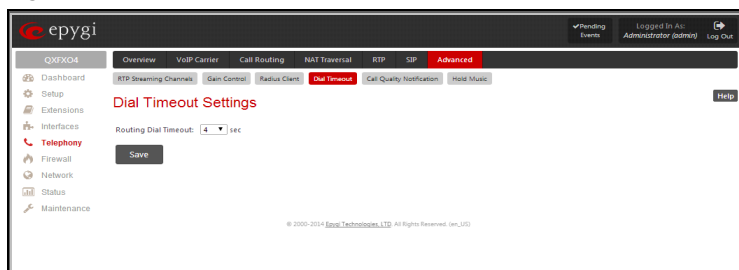 epygi
Pending Events
Logged In As:
Administrator (admin)
Log Out
QXFXO4
Overview VoIP Carrier Call Routing NAT Traversal RTP SIP Advanced
Dashboard
Setup
Extensions
Interfaces
Telephony
Firewall
Network
Status
Maintenance
RTP Streaming Channels Gain Control Radius Client Dial Timeout Call Quality Notification Hold Music
Help
Dial Timeout Settings
Routing Dial Timeout: 4 sec
Save
© 2000-2014 Epygi Technologies, LTD. All Rights Reserved. (en_US)